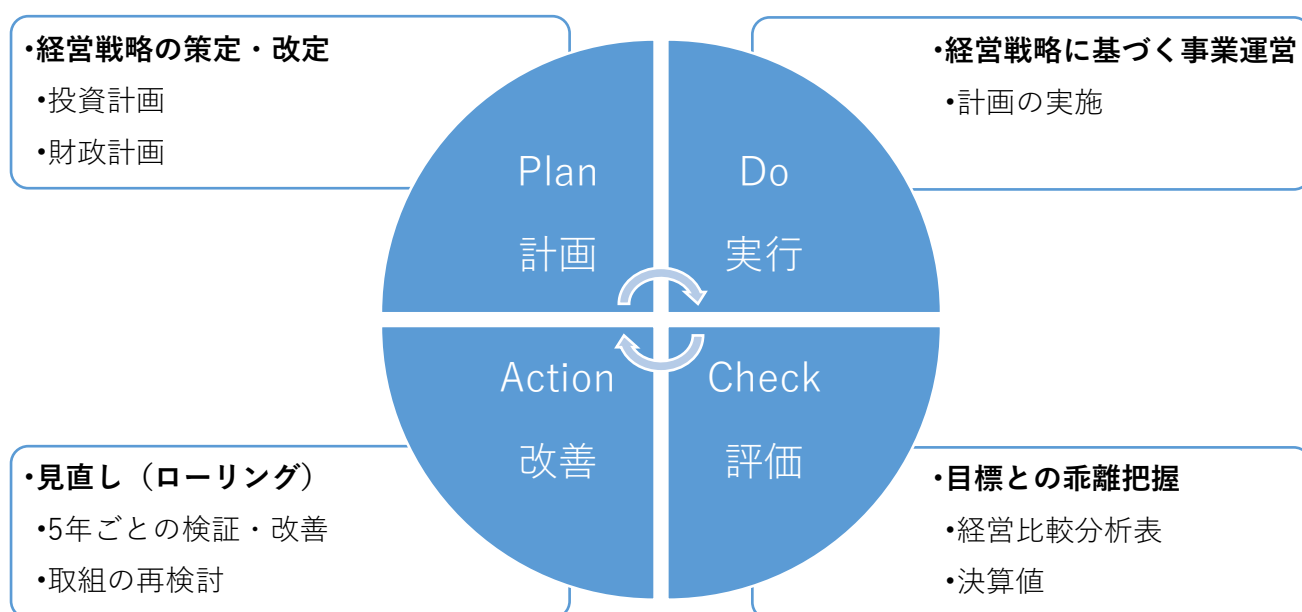 •経営戦略の策定・改定
•投資計画
•財政計画
•経営戦略に基づく事業運営
•計画の実施
Plan
計画
Do
実行
Action
改善
Check
評価
•見直し（ローリング）
•5年ごとの検証・改善
•取組の再検討
•目標との乖離把握
•経営比較分析表
•決算値